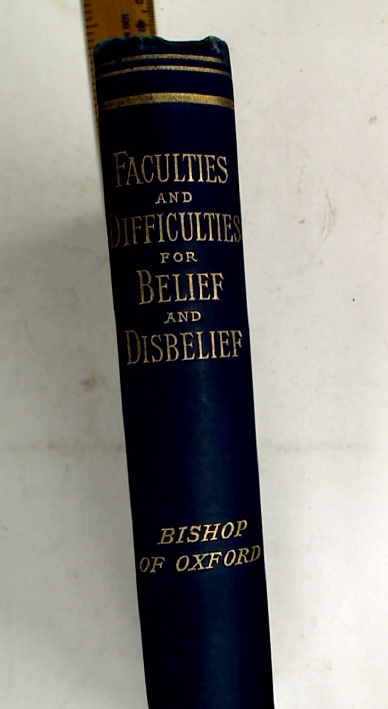 FACULTIES
AND
DIFFICULTIES
FOR
BELIEF
AND
DISBELIEF
BISHOP
OF OXFORD